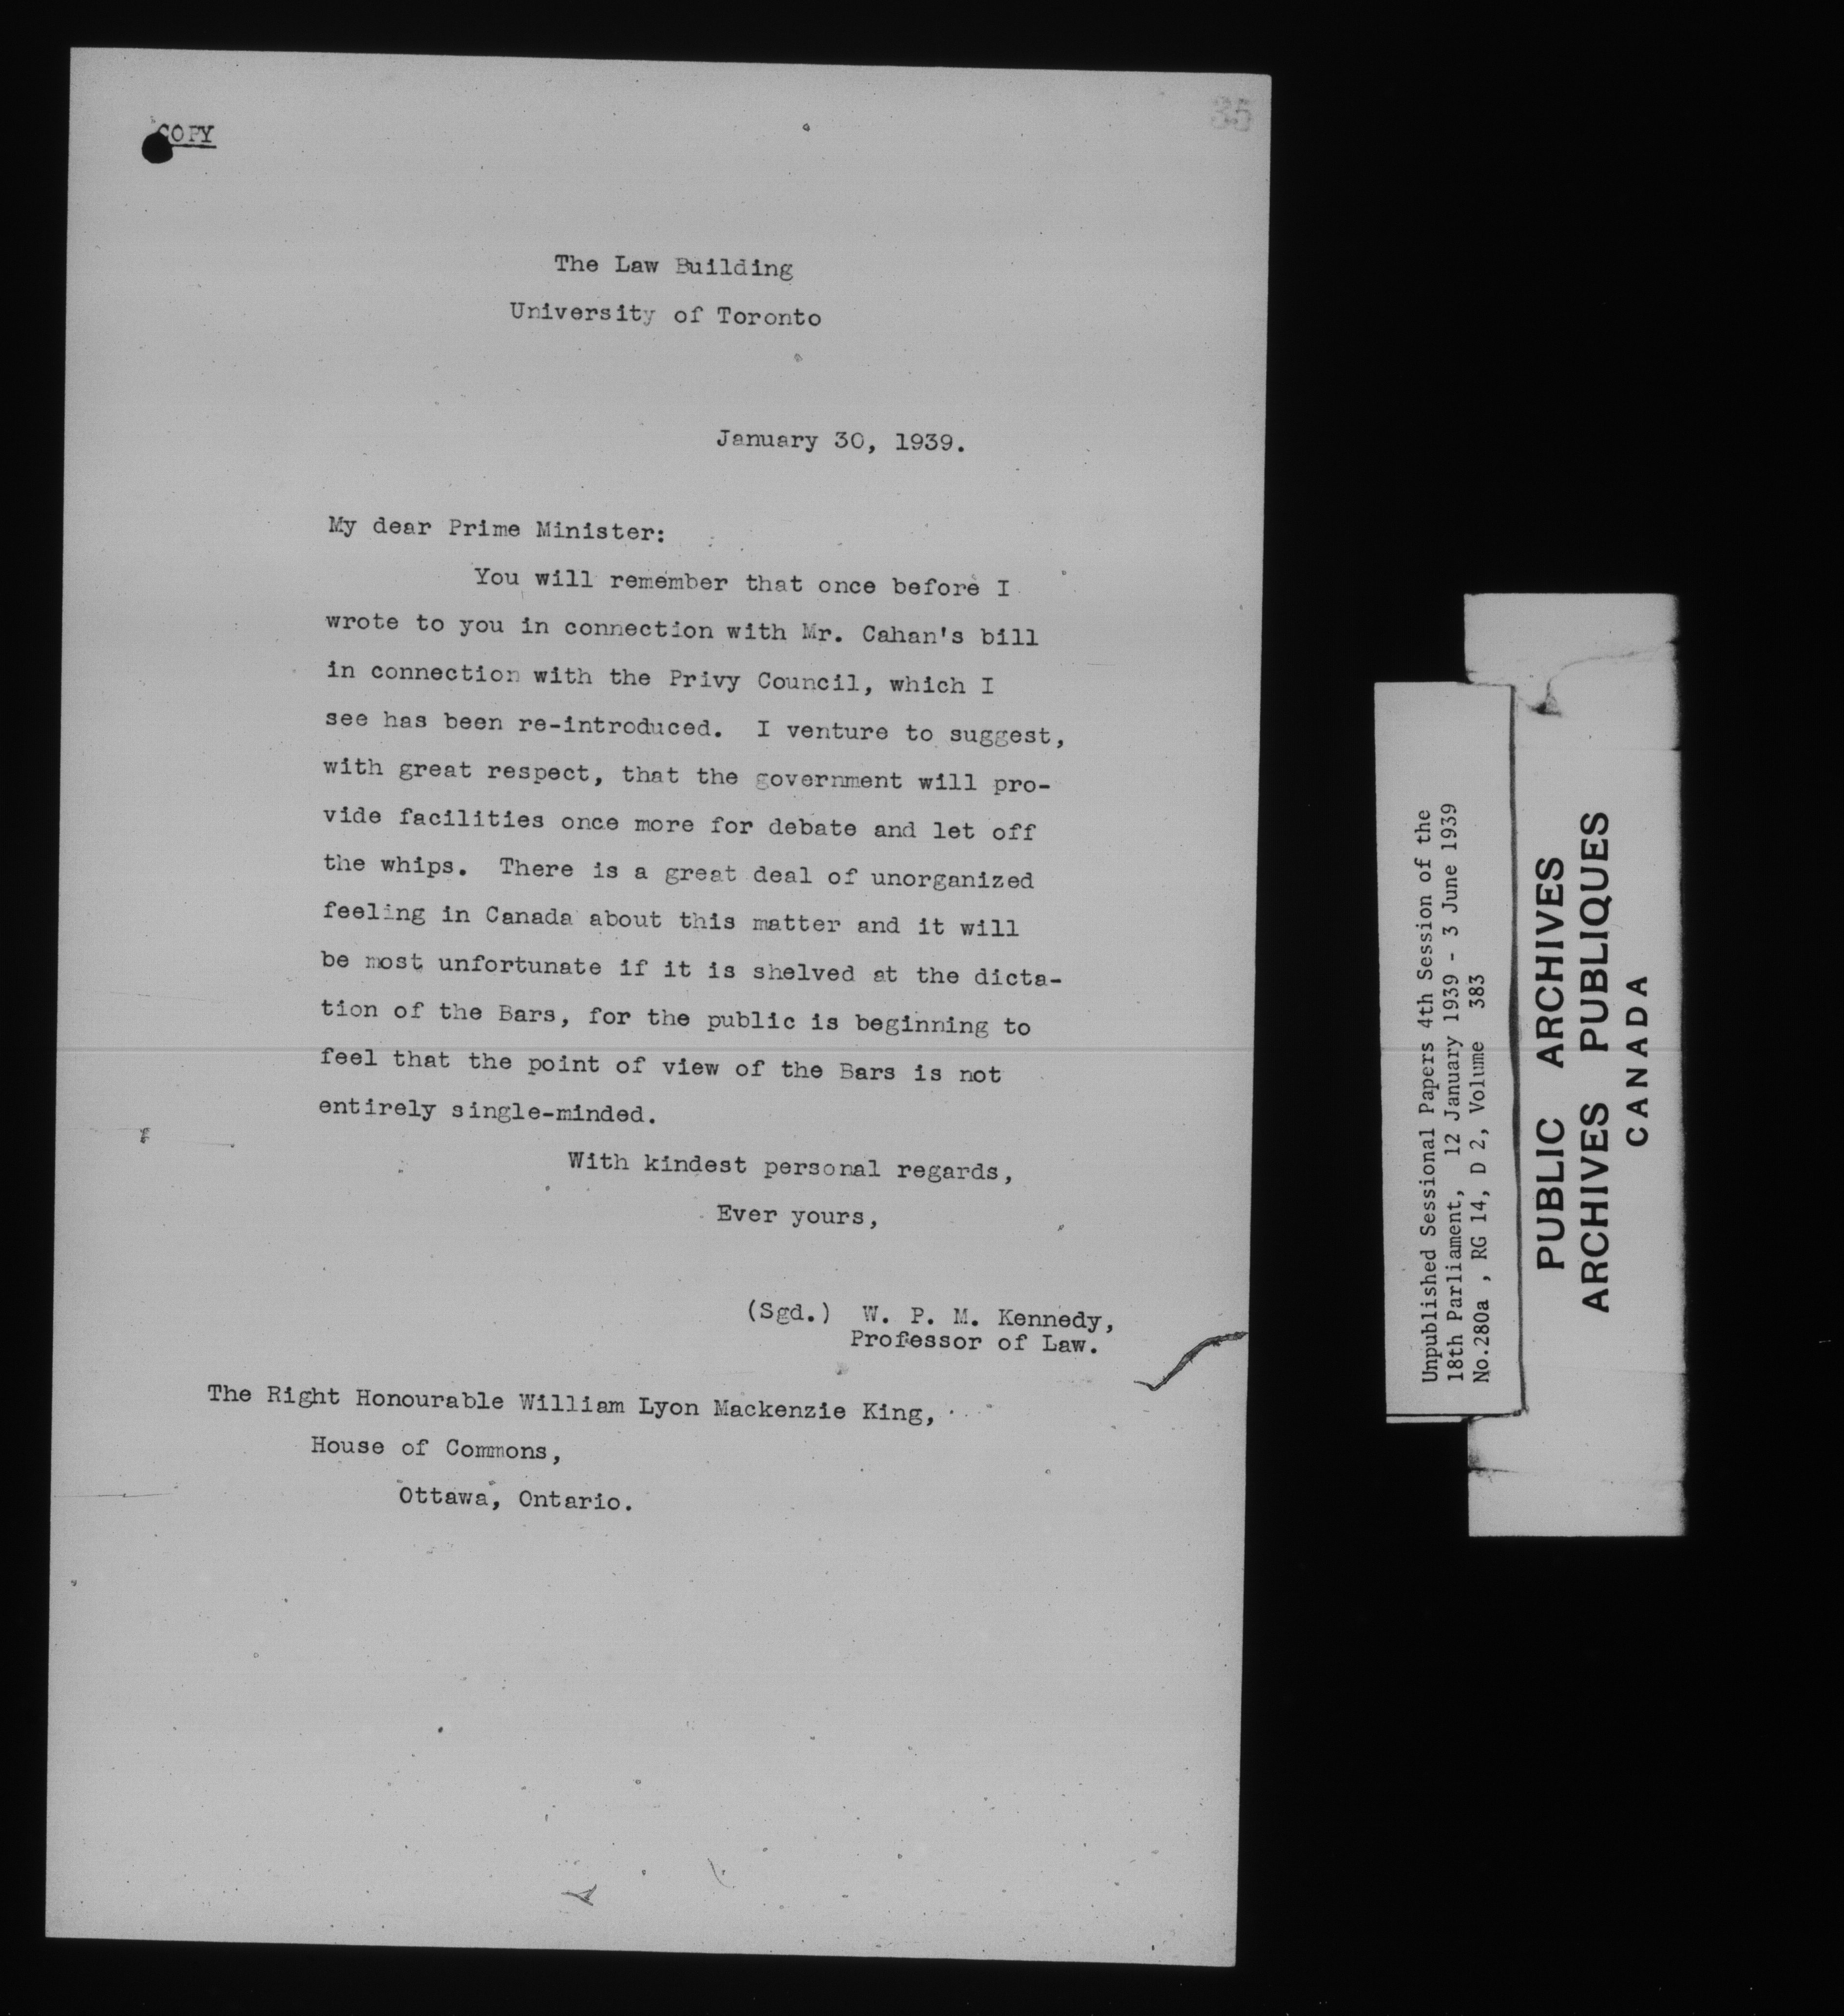 COPY
35
The Law Building
University of Toronto
January 30, 1939.
My dear Prime Minister:
You will remember that once before I
wrote to you in connection with Mr. Cahan's bill
in connection with the Privy Council, which I
see has been re-introduced.  I venture to suggest,
with great respect, that the government will pro-
vide facilities once more for debate and let off
the whips.  There is a great deal of unorganized
feeling in Canada about this matter and it will
be most unfortunate if it is shelved at the dicta-
tion of the Bars, for the public is beginning to
feel that the point of view of the Bars is not
entirely single-minded.
With kindest personal regards,
Ever yours,
(Sgd.)  W. P. M. Kennedy,
Professor of Law.
The Right Honourable William Lyon Mackenzie King,
House of Commons,
Ottawa, Ontario.
Unpublished Sessional Papers 4th Session of the
18th Parliament,  12 January 1939 - 3 June 1939
No.280a , RG 14, D 2, Volume  383
PUBLIC ARCHIVES
ARCHIVES PUBLIQUES
CANADA